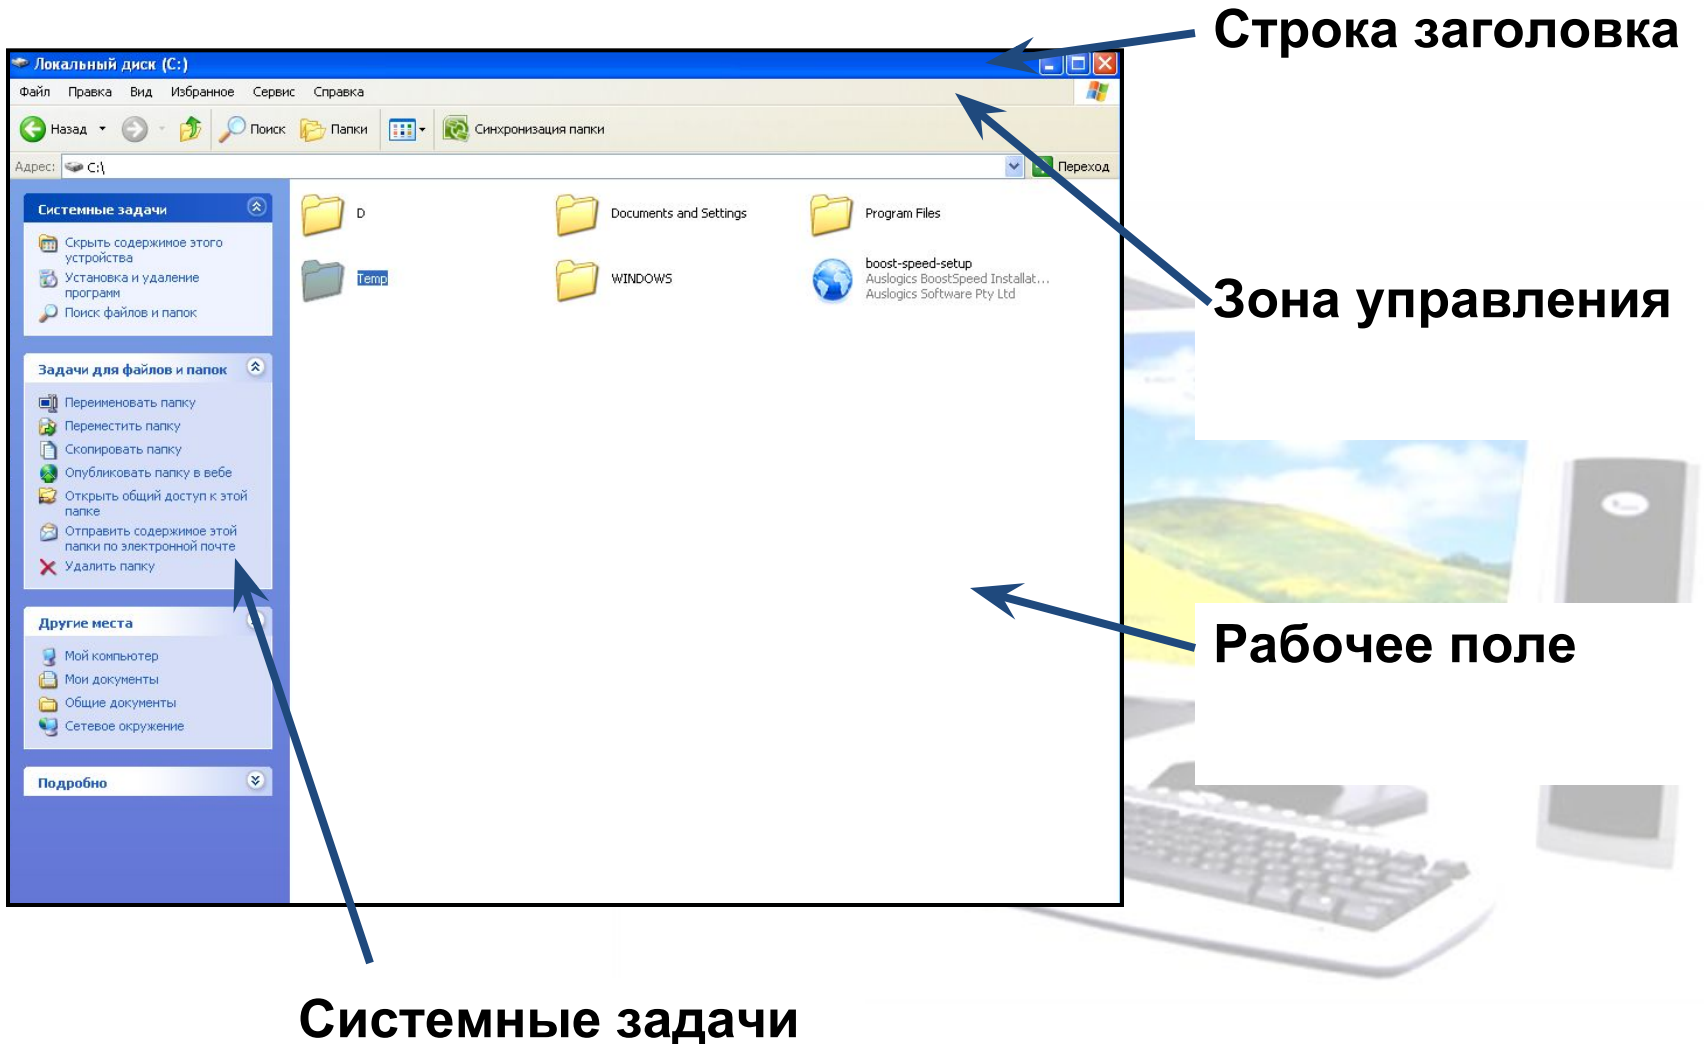 Строка заголовка
Локальный диск (C:)
Файл Правка Вид Избранное Сервис Справка
Назад Поиск Папки Синхронизация папки
Адрес: C:\ Переход
Системные задачи
Скрыть содержимое этого
устройства
Установка и удаление
программ
Поиск файлов и папок
Задачи для файлов и папок
Переименовать папку
Переместить папку
Скопировать папку
Опубликовать папку в вебе
Открыть общий доступ к этой
папке
Отправить содержимое этой
папки по электронной почте
Удалить папку
Другие места
Мой компьютер
Мои документы
Общие документы
Сетевое окружение
Подробно
D
Documents and Settings
Program Files
Temp
WINDOWS
boost-speed-setup
Auslogics BoostSpeed Installat...
Auslogics Software Pty Ltd
Зона управления
Рабочее поле
Системные задачи